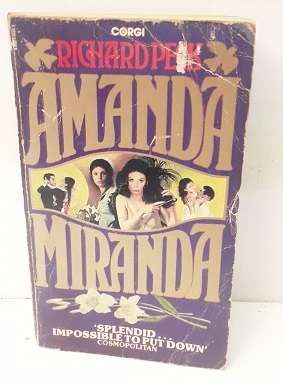 CORGI
RICHARD PECK
AMANDA
MIRANDA
'SPLENDID...
IMPOSSIBLE TO PUT DOWN'
COSMOPOLITAN